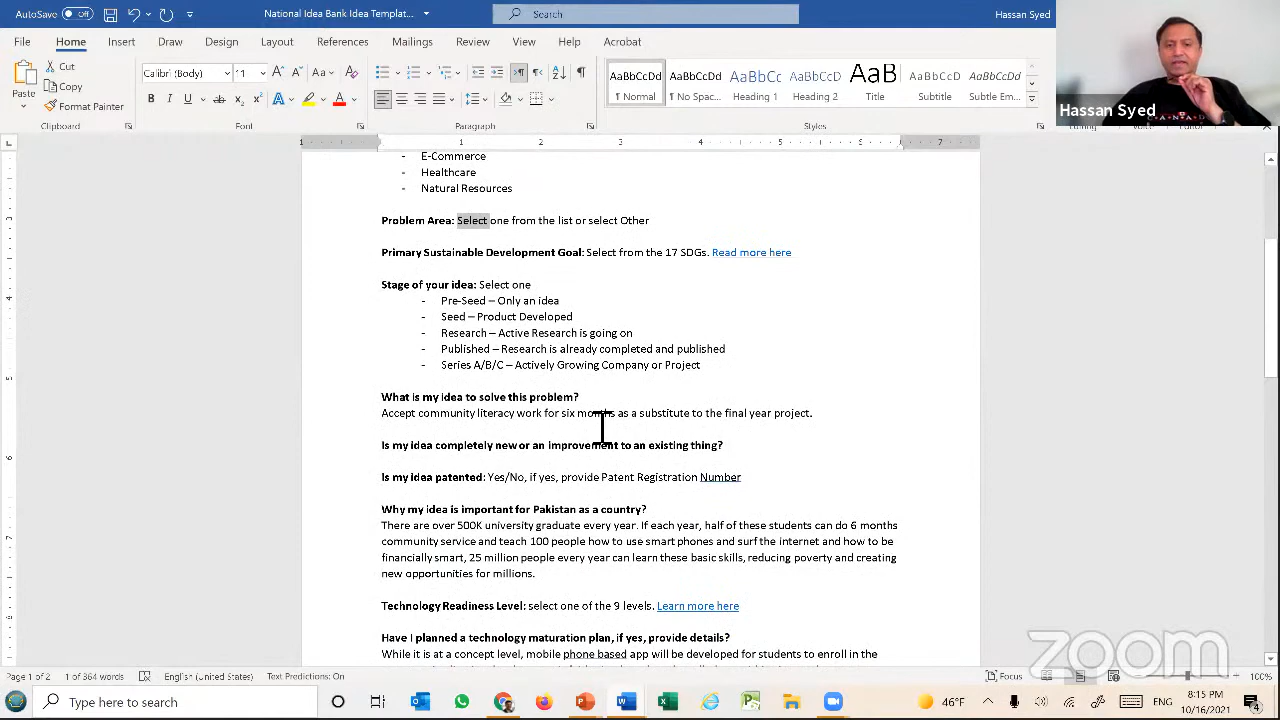 AutoSave Off
National Idea Bank Idea Templat...
Search
Hassan Syed
File Home Insert Draw Design Layout References Mailings Review View Help Acrobat
Paste
Cut
Copy
Format Painter
Clipboard
Calibri (Body) 11
Font
Paragraph
AaBbCcDd AaBbCcDd AaBbCc AaBbCcD AaB AaBbCcD AaBbCcDd
¶ Normal ¶ No Spac... Heading 1 Heading 2 Title Subtitle Subtle Em...
Styles
Hassan Syed
- E-Commerce
- Healthcare
- Natural Resources
Problem Area: Select one from the list or select Other
Primary Sustainable Development Goal: Select from the 17 SDGs. Read more here
Stage of your idea: Select one
- Pre-Seed – Only an idea
- Seed – Product Developed
- Research – Active Research is going on
- Published – Research is already completed and published
- Series A/B/C – Actively Growing Company or Project
What is my idea to solve this problem?
Accept community literacy work for six months as a substitute to the final year project.
Is my idea completely new or an improvement to an existing thing?
Is my idea patented: Yes/No, if yes, provide Patent Registration Number
Why my idea is important for Pakistan as a country?
There are over 500K university graduate every year. If each year, half of these students can do 6 months
community service and teach 100 people how to use smart phones and surf the internet and how to be
financially smart, 25 million people every year can learn these basic skills, reducing poverty and creating
new opportunities for millions.
Technology Readiness Level: select one of the 9 levels. Learn more here
Have I planned a technology maturation plan, if yes, provide details?
While it is at a concept level, mobile phone based app will be developed for students to enroll in the
zoom
Page 1 of 2 1 of 364 words English (United States) Text Predictions: On Focus 100%
Type here to search
46°F
ENG
8:15 PM
10/16/2021